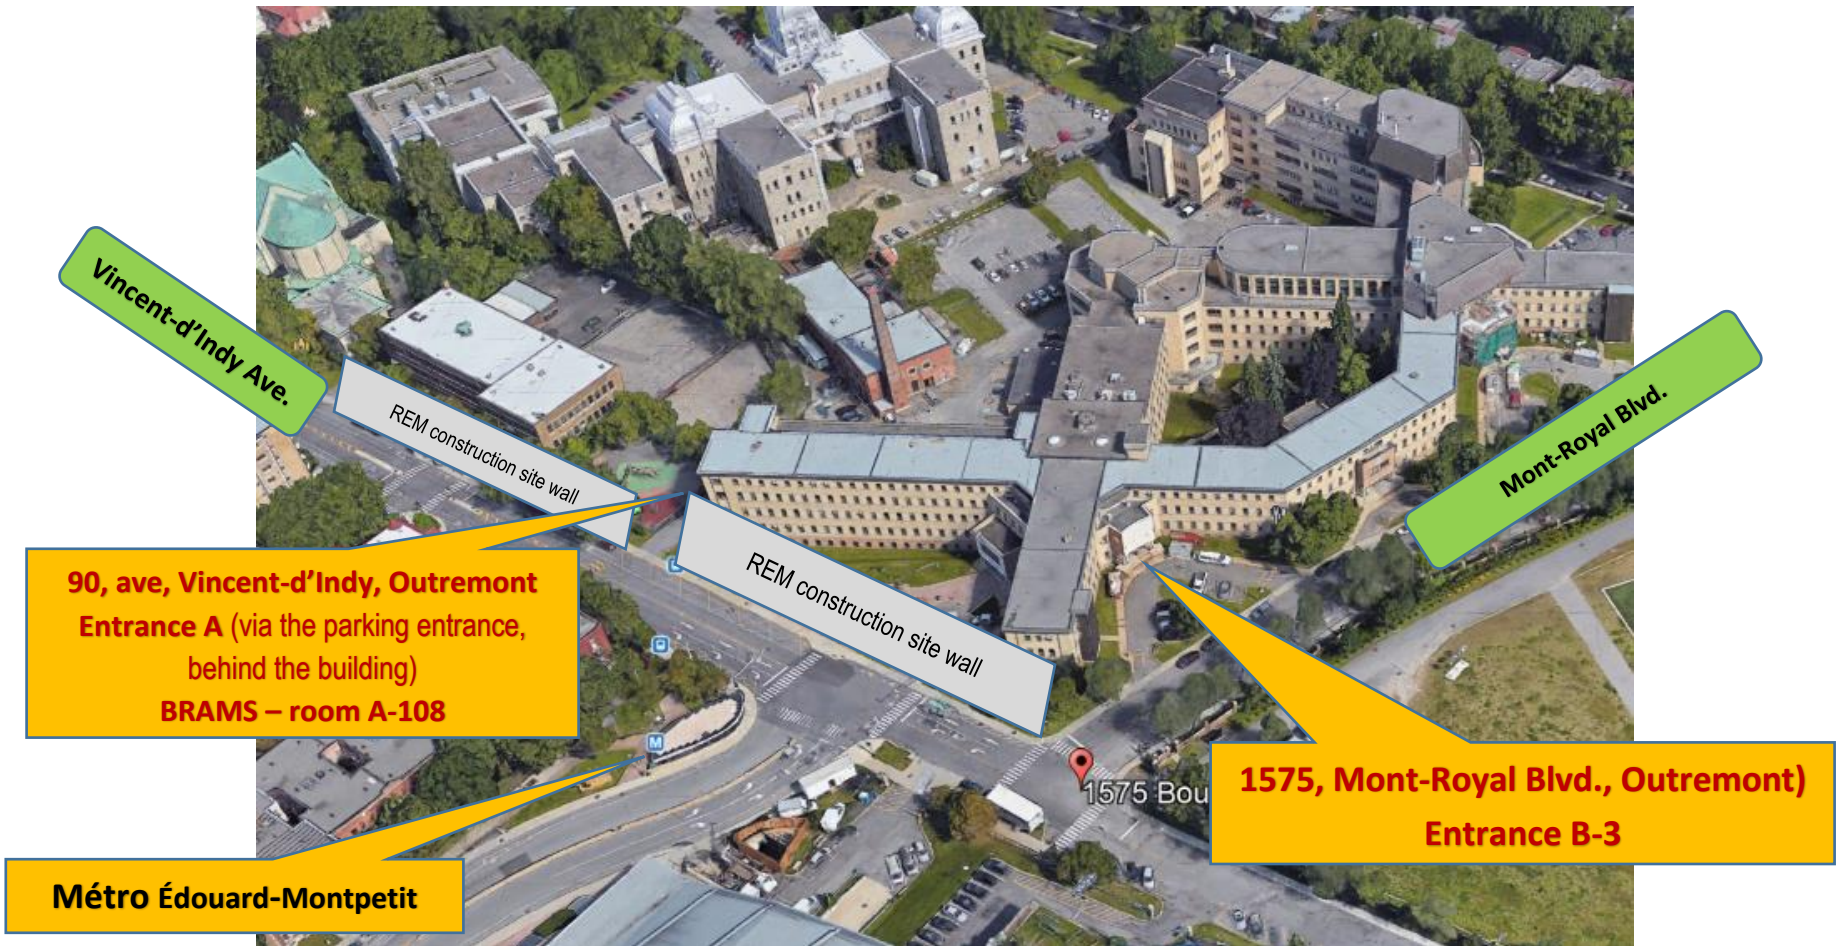 Vincent-d'Indy Ave.
REM construction site wall
Mont-Royal Blvd.
90, ave, Vincent-d'Indy, Outremont
Entrance A (via the parking entrance,
behind the building)
BRAMS – room A-108
REM construction site wall
M
1575 Bou
1575, Mont-Royal Blvd., Outremont)
Entrance B-3
Métro Édouard-Montpetit